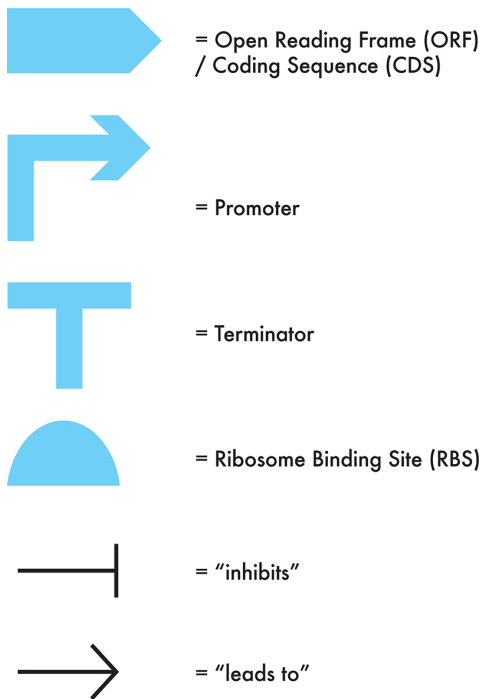 = Open Reading Frame (ORF)
/ Coding Sequence (CDS)
= Promoter
= Terminator
= Ribosome Binding Site (RBS)
= “inhibits”
= “leads to”